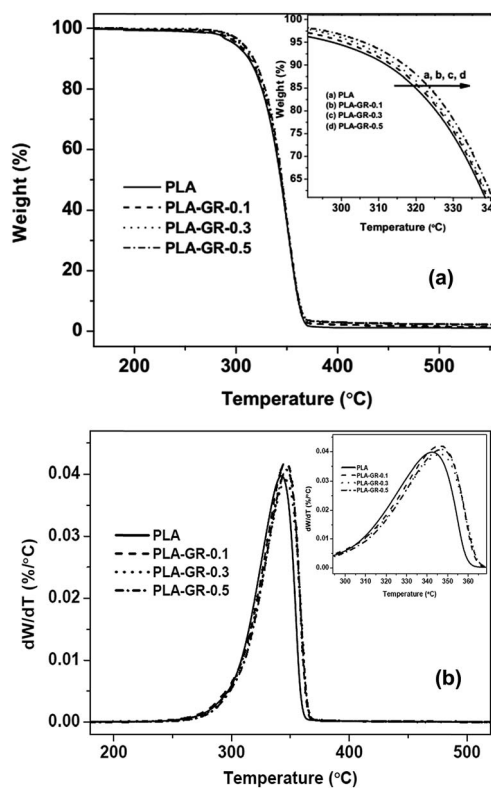 (a)
100
80
60
40
20
0
Weight (%)
200
300
400
500
Temperature (°C)
PLA
PLA-GR-0.1
PLA-GR-0.3
PLA-GR-0.5
(a)
100
95
90
85
80
75
70
65
Weight (%)
a, b, c, d
(a) PLA
(b) PLA-GR-0.1
(c) PLA-GR-0.3
(d) PLA-GR-0.5
300
310
320
330
Temperature (°C)
0.04
0.03
0.02
0.01
0.00
dW/dT (%/°C)
200
300
400
500
Temperature (°C)
PLA
PLA-GR-0.1
PLA-GR-0.3
PLA-GR-0.5
(b)
0.04
0.03
0.02
0.01
0.00
dW/dT (%/°C)
PLA
PLA-GR-0.1
PLA-GR-0.3
PLA-GR-0.5
300
310
320
330
340
350
360
Temperature (°C)